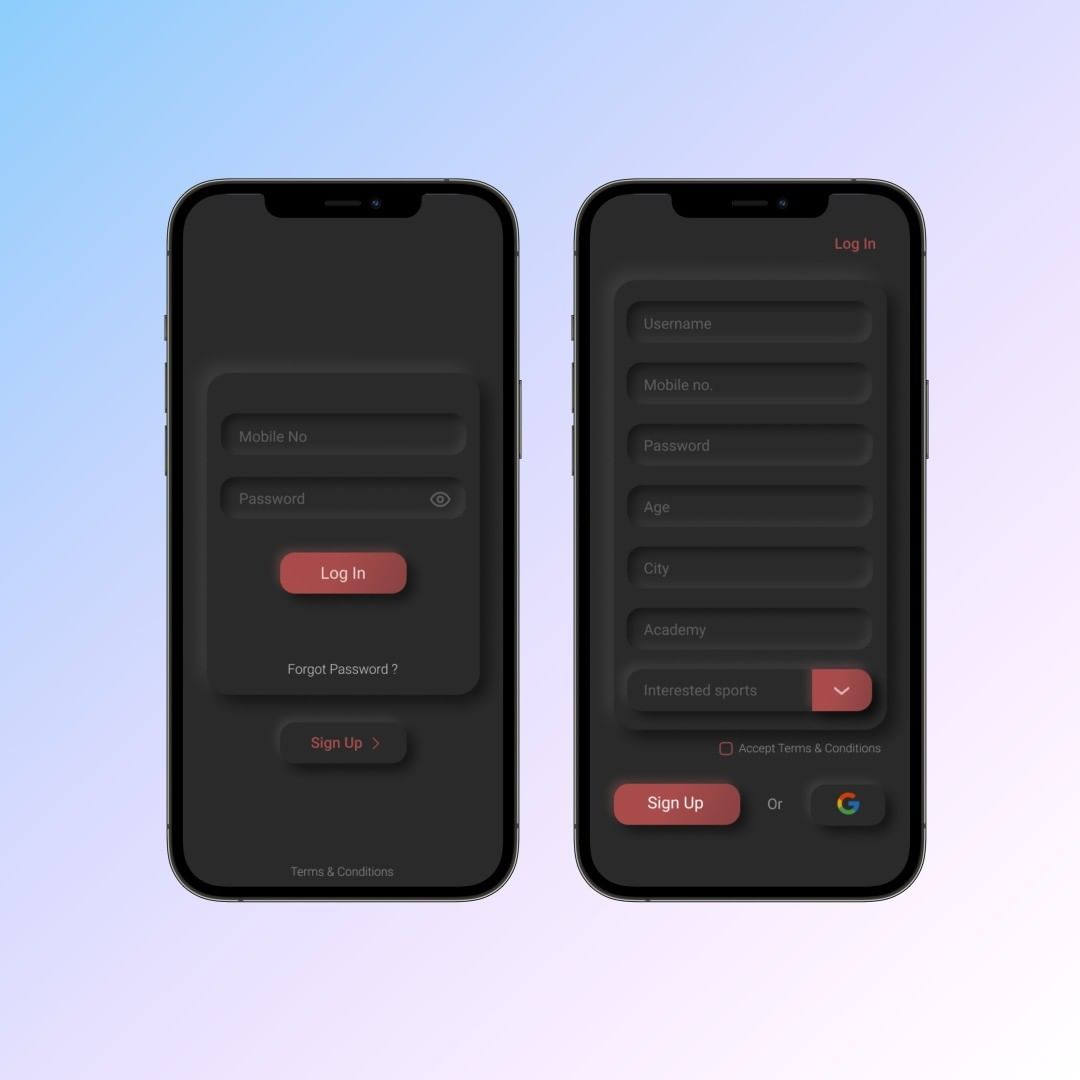 Mobile No
Password
Log In
Forgot Password ?
Sign Up
Terms & Conditions
Log In
Username
Mobile no.
Password
Age
City
Academy
Interested sports
Accept Terms & Conditions
Sign Up Or G